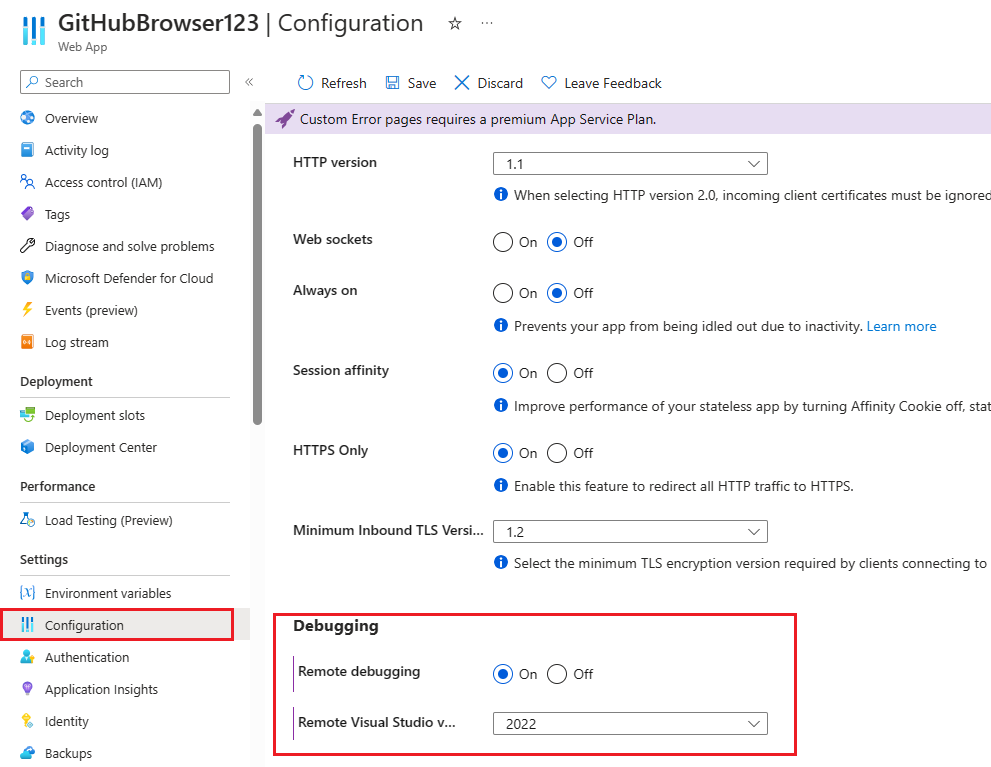 GitHubBrowser123 | Configuration
Web App
Search
Refresh Save Discard Leave Feedback
Overview
Activity log
Access control (IAM)
Tags
Diagnose and solve problems
Microsoft Defender for Cloud
Events (preview)
Log stream
Deployment
Deployment slots
Deployment Center
Performance
Load Testing (Preview)
Settings
Environment variables
Configuration
Authentication
Application Insights
Identity
Backups
Custom Error pages requires a premium App Service Plan.
HTTP version 1.1
When selecting HTTP version 2.0, incoming client certificates must be ignored
Web sockets On Off
Always on On Off
Prevents your app from being idled out due to inactivity. Learn more
Session affinity On Off
Improve performance of your stateless app by turning Affinity Cookie off, stat
HTTPS Only On Off
Enable this feature to redirect all HTTP traffic to HTTPS.
Minimum Inbound TLS Versi... 1.2
Select the minimum TLS encryption version required by clients connecting to
Debugging
Remote debugging On Off
Remote Visual Studio v... 2022